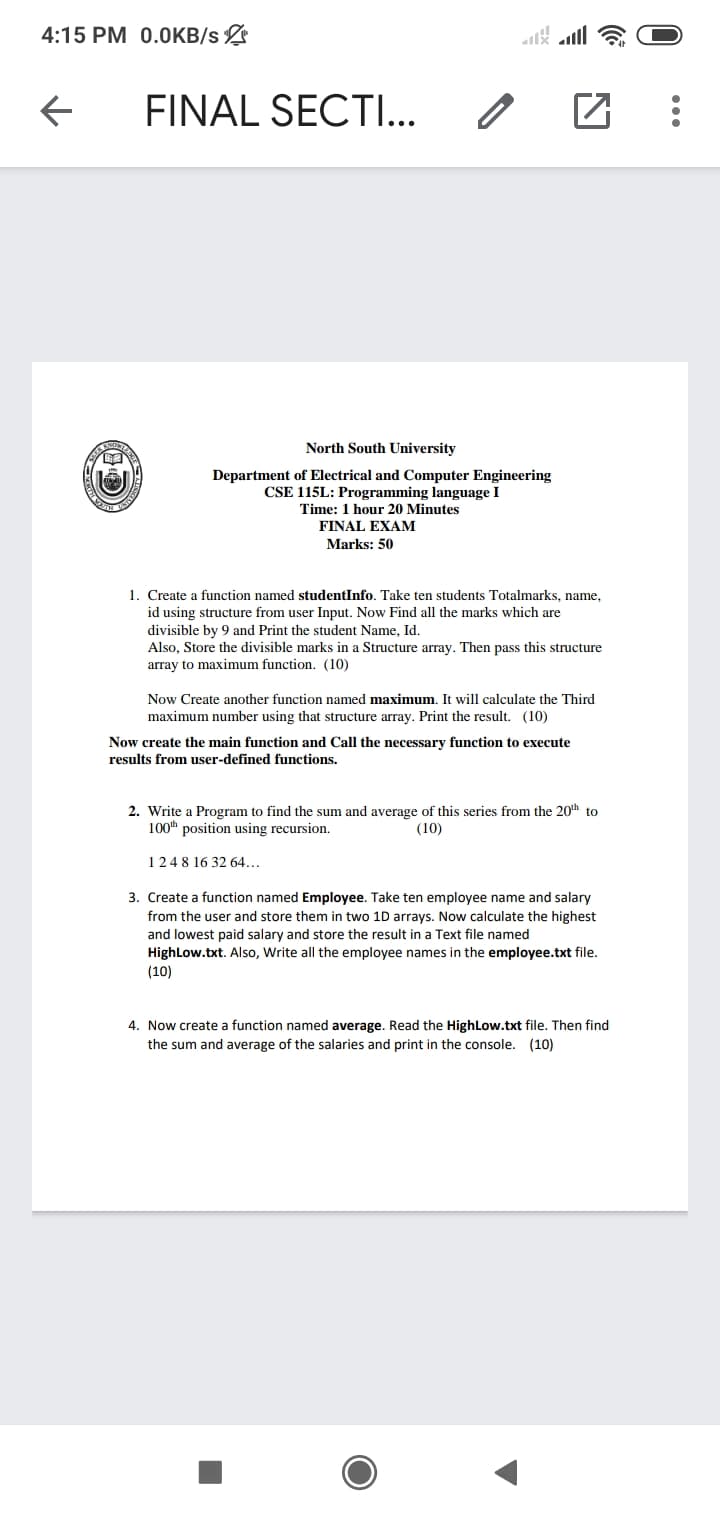 4:15 PM 0.0KB/s
FINAL SECTI...
North South University
Department of Electrical and Computer Engineering
CSE 115L: Programming language I
Time: 1 hour 20 Minutes
FINAL EXAM
Marks: 50
1. Create a function named studentInfo. Take ten students Totalmarks, name,
id using structure from user Input. Now Find all the marks which are
divisible by 9 and Print the student Name, Id.
Also, Store the divisible marks in a Structure array. Then pass this structure
array to maximum function. (10)
Now Create another function named maximum. It will calculate the Third
maximum number using that structure array. Print the result. (10)
Now create the main function and Call the necessary function to execute
results from user-defined functions.
2. Write a Program to find the sum and average of this series from the 20th to
100th position using recursion. (10)
1 2 4 8 16 32 64...
3. Create a function named Employee. Take ten employee name and salary
from the user and store them in two 1D arrays. Now calculate the highest
and lowest paid salary and store the result in a Text file named
HighLow.txt. Also, Write all the employee names in the employee.txt file.
(10)
4. Now create a function named average. Read the HighLow.txt file. Then find
the sum and average of the salaries and print in the console. (10)